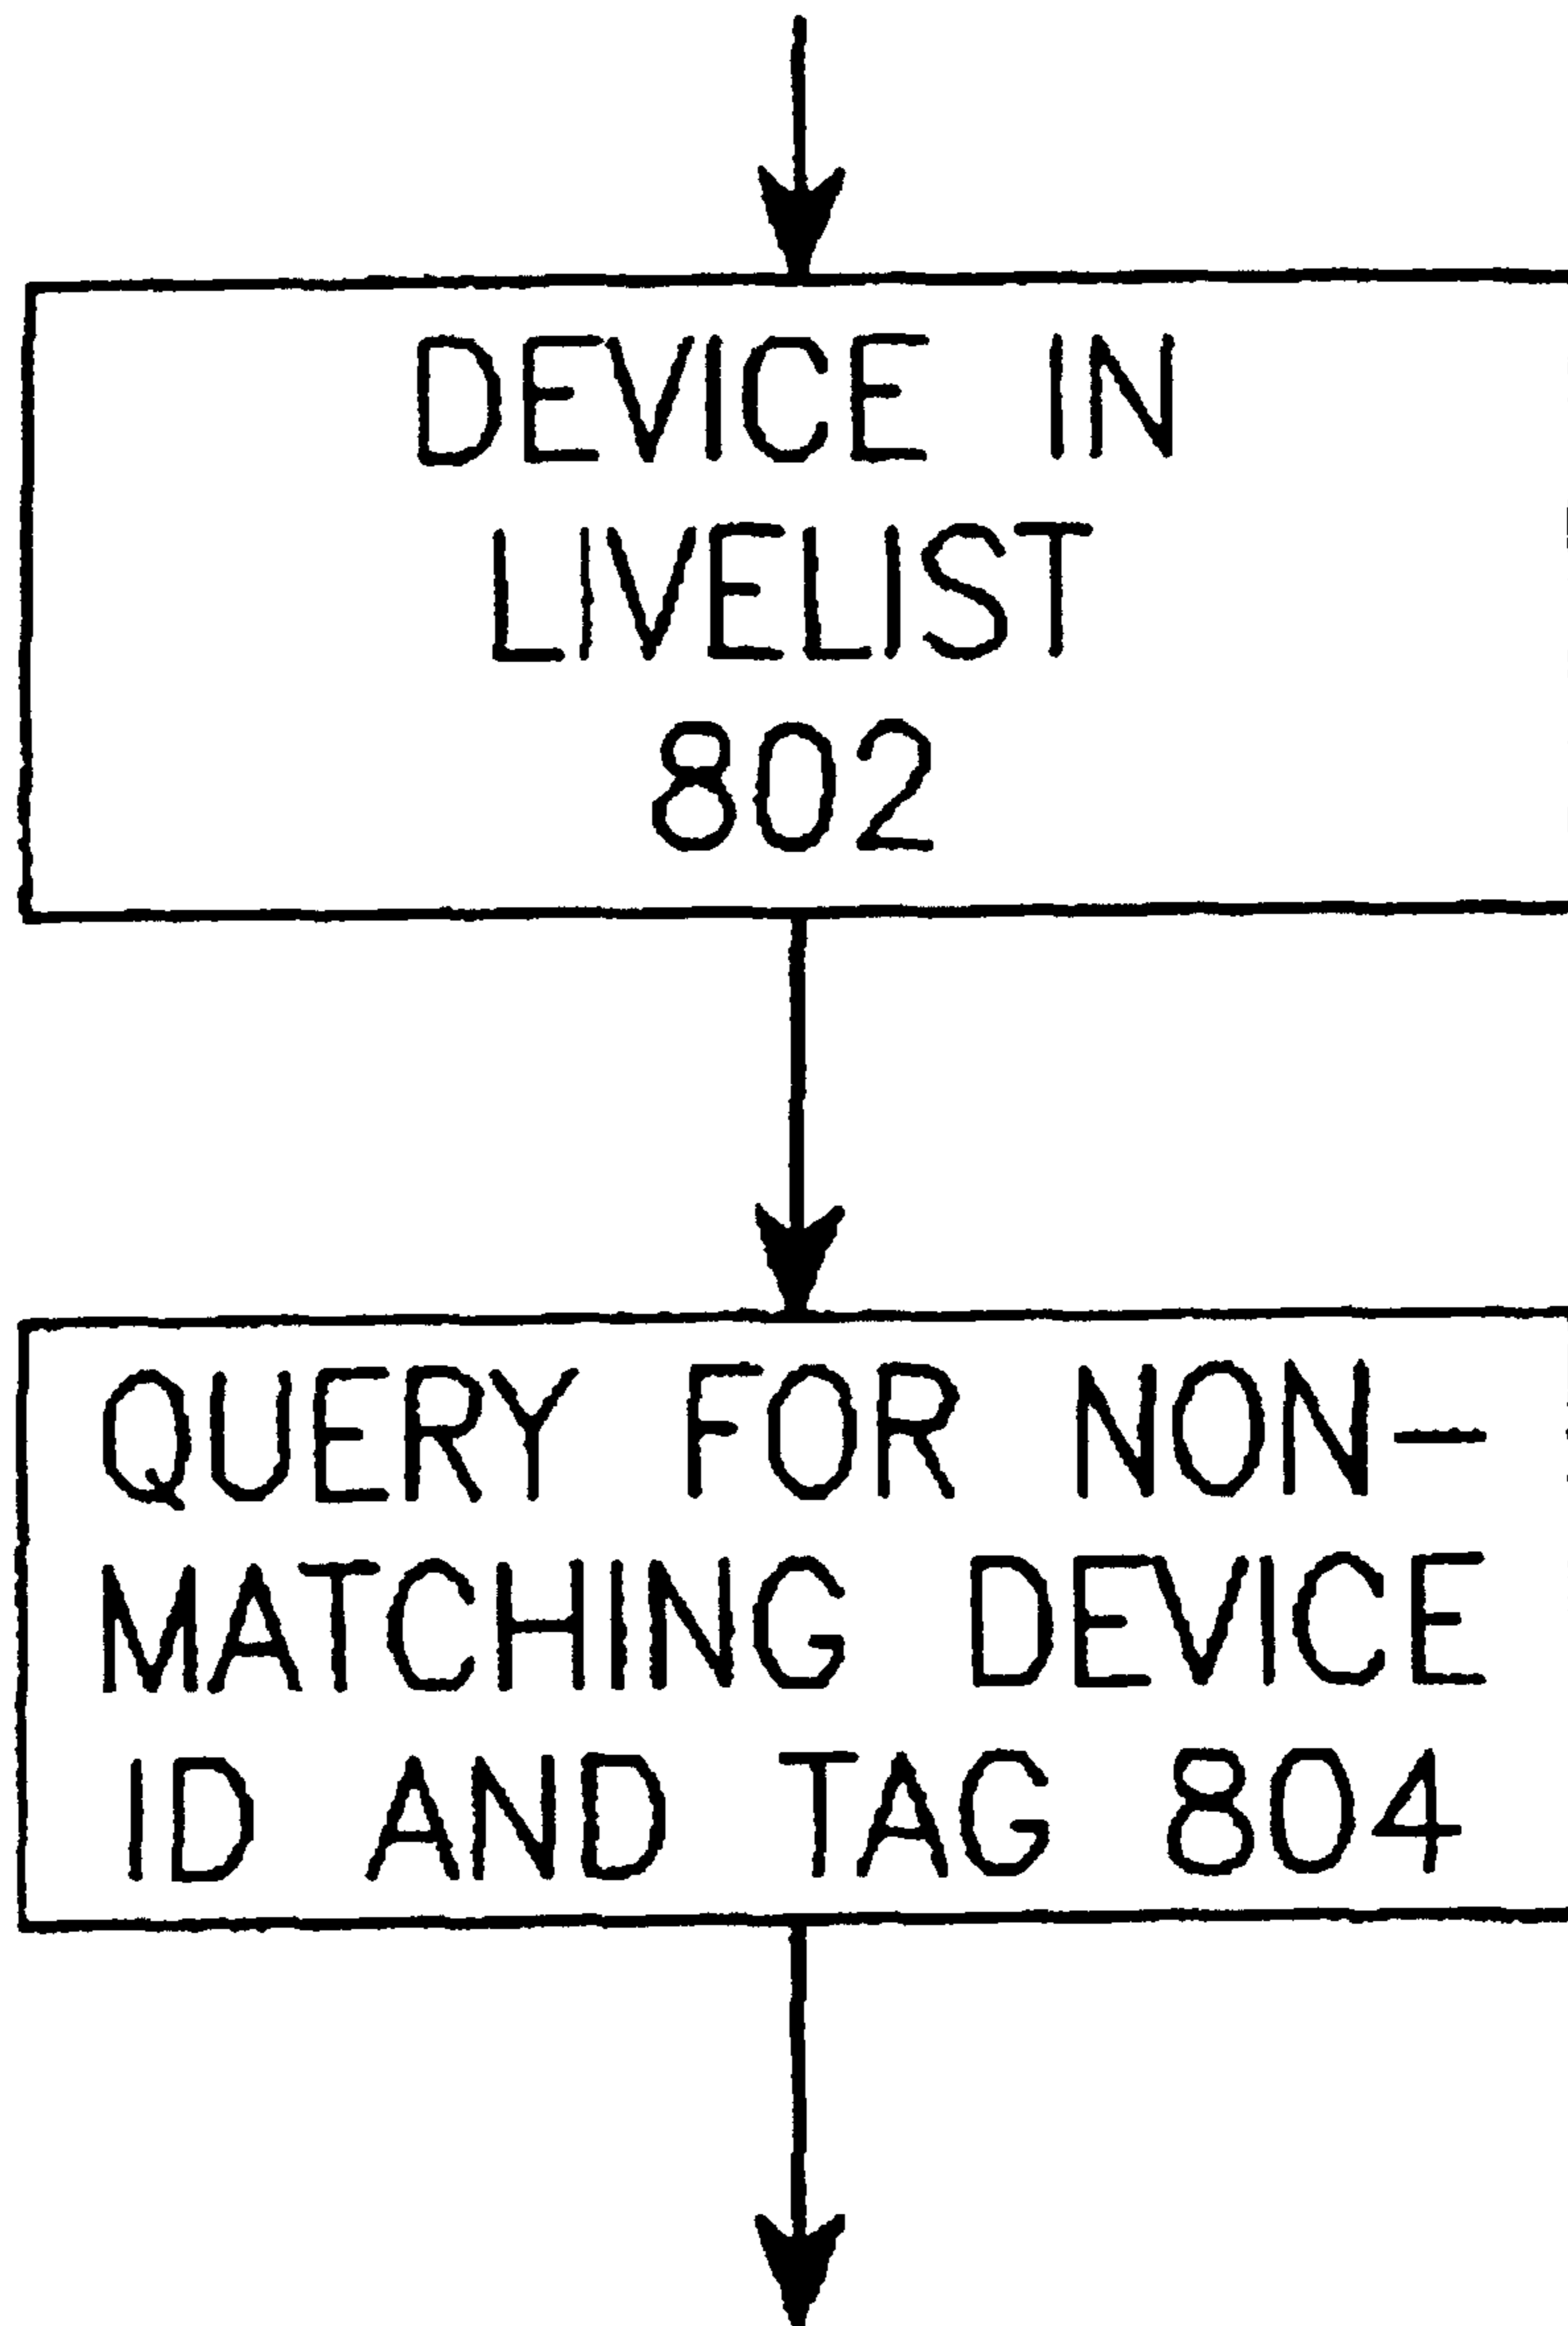 DEVICE IN
LIVELIST
802
QUERY FOR NON-
MATCHING DEVICE
ID AND TAG 804